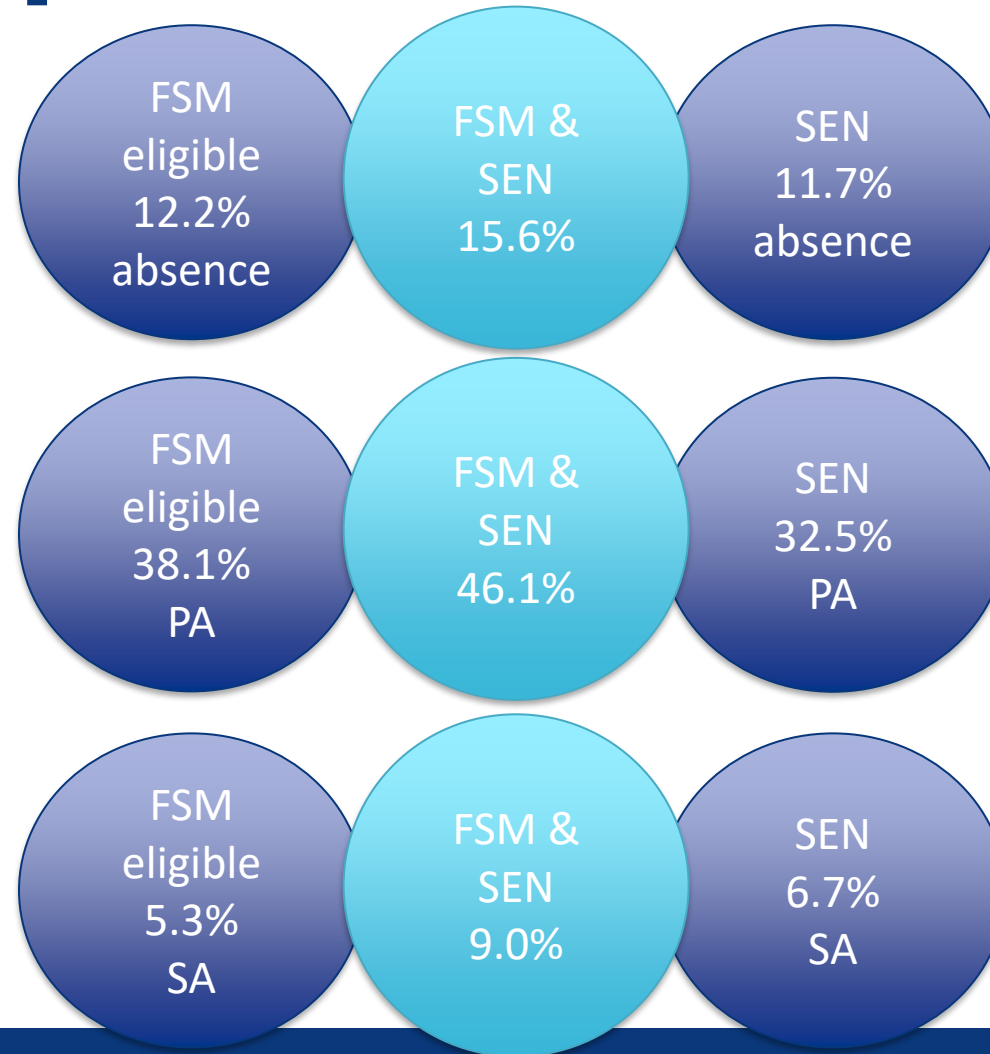 FSM
eligible
12.2%
absence
FSM &
SEN
15.6%
SEN
11.7%
absence
FSM
eligible
38.1%
PA
FSM &
SEN
46.1%
SEN
32.5%
PA
FSM
eligible
5.3%
SA
FSM &
SEN
9.0%
SEN
6.7%
SA